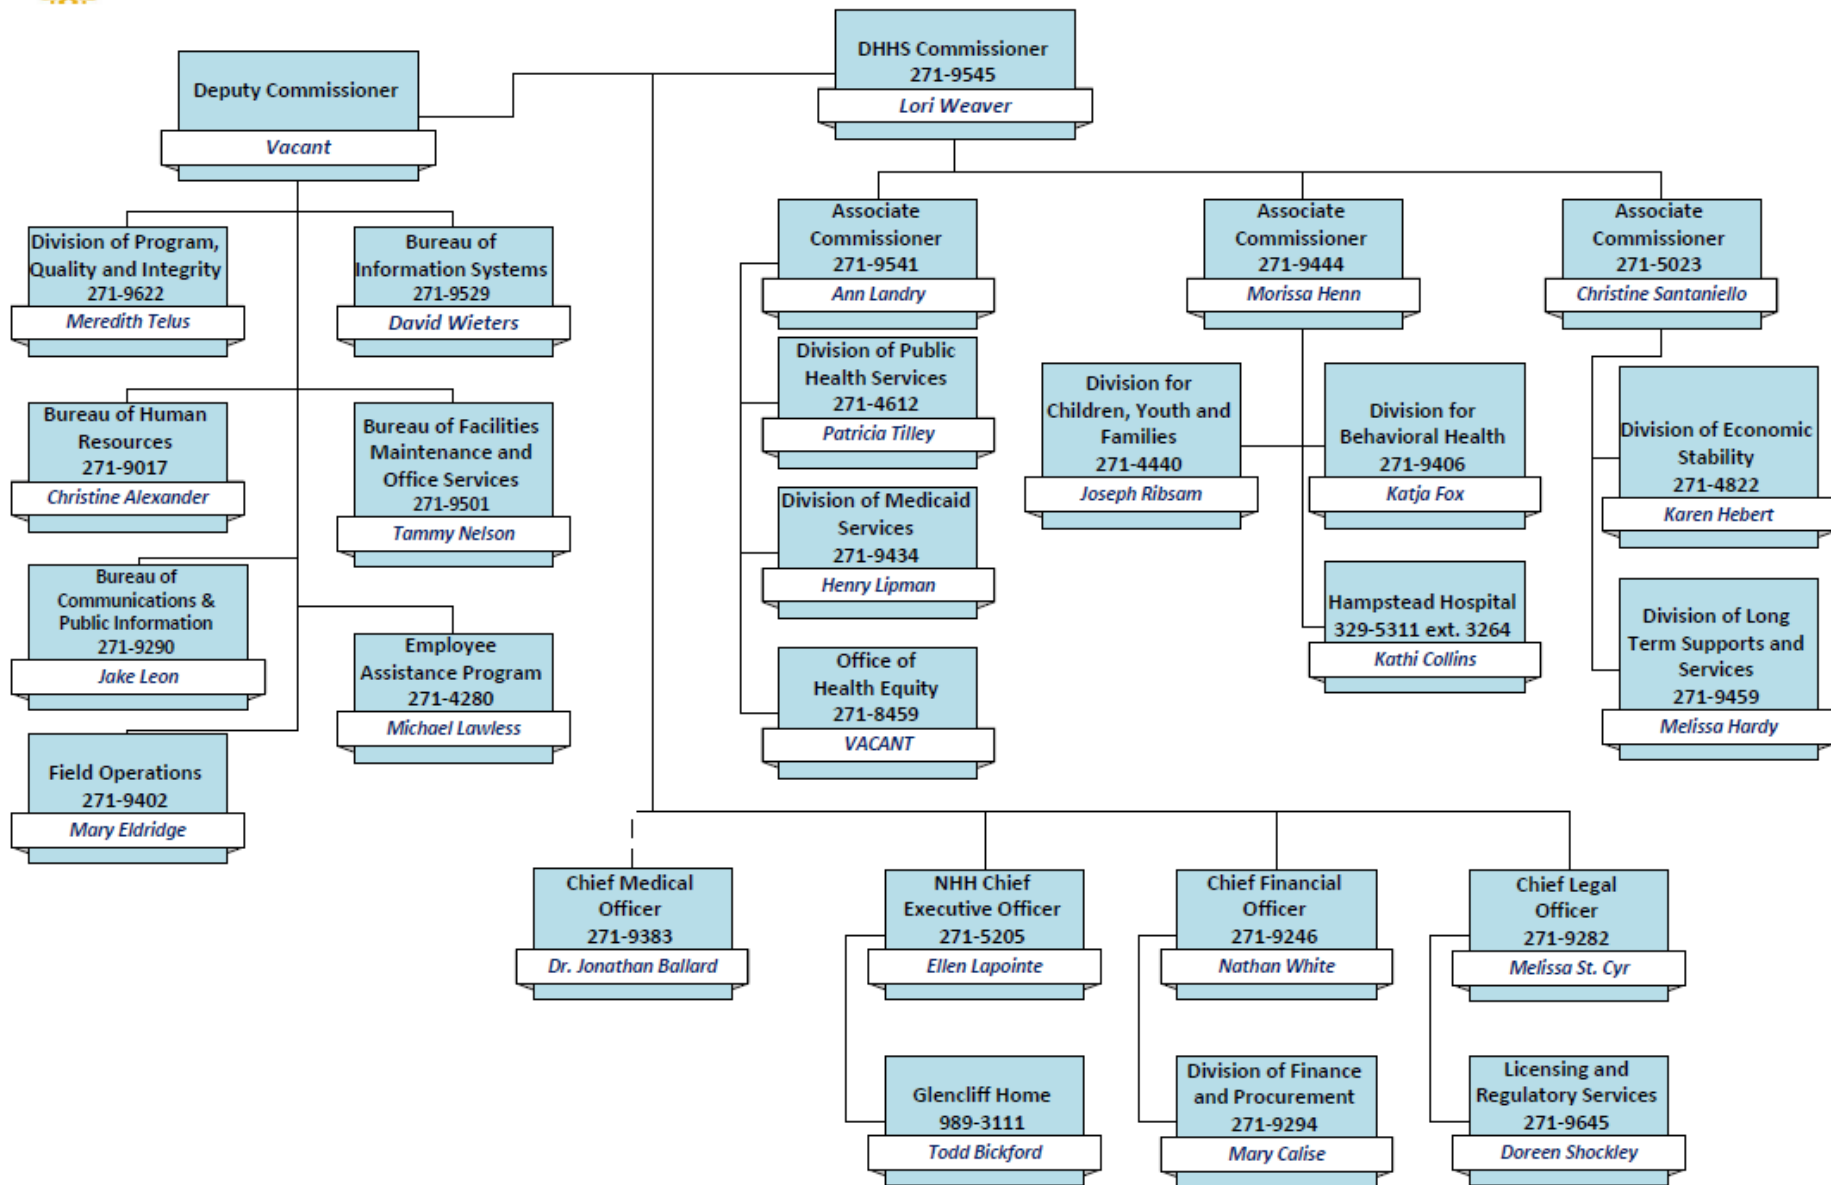 DHHS Commissioner
271-9545
Lori Weaver
Deputy Commissioner
Vacant
Division of Program,
Quality and Integrity
271-9622
Meredith Telus
Bureau of
Information Systems
271-9529
David Wieters
Bureau of Human
Resources
271-9017
Christine Alexander
Bureau of Facilities
Maintenance and
Office Services
271-9501
Tammy Nelson
Bureau of
Communications &
Public Information
271-9290
Jake Leon
Employee
Assistance Program
271-4280
Michael Lawless
Field Operations
271-9402
Mary Eldridge
Associate
Commissioner
271-9541
Ann Landry
Division of Public
Health Services
271-4612
Patricia Tilley
Division of Medicaid
Services
271-9434
Henry Lipman
Office of
Health Equity
271-8459
VACANT
Associate
Commissioner
271-9444
Morissa Henn
Division for
Children, Youth and
Families
271-4440
Joseph Ribsam
Division for
Behavioral Health
271-9406
Katja Fox
Hampstead Hospital
329-5311 ext. 3264
Kathi Collins
Associate
Commissioner
271-5023
Christine Santaniello
Division of Economic
Stability
271-4822
Karen Hebert
Division of Long
Term Supports and
Services
271-9459
Melissa Hardy
Chief Medical
Officer
271-9383
Dr. Jonathan Ballard
NHH Chief
Executive Officer
271-5205
Ellen Lapointe
Chief Financial
Officer
271-9246
Nathan White
Chief Legal
Officer
271-9282
Melissa St. Cyr
Glencliff Home
989-3111
Todd Bickford
Division of Finance
and Procurement
271-9294
Mary Calise
Licensing and
Regulatory Services
271-9645
Doreen Shockley